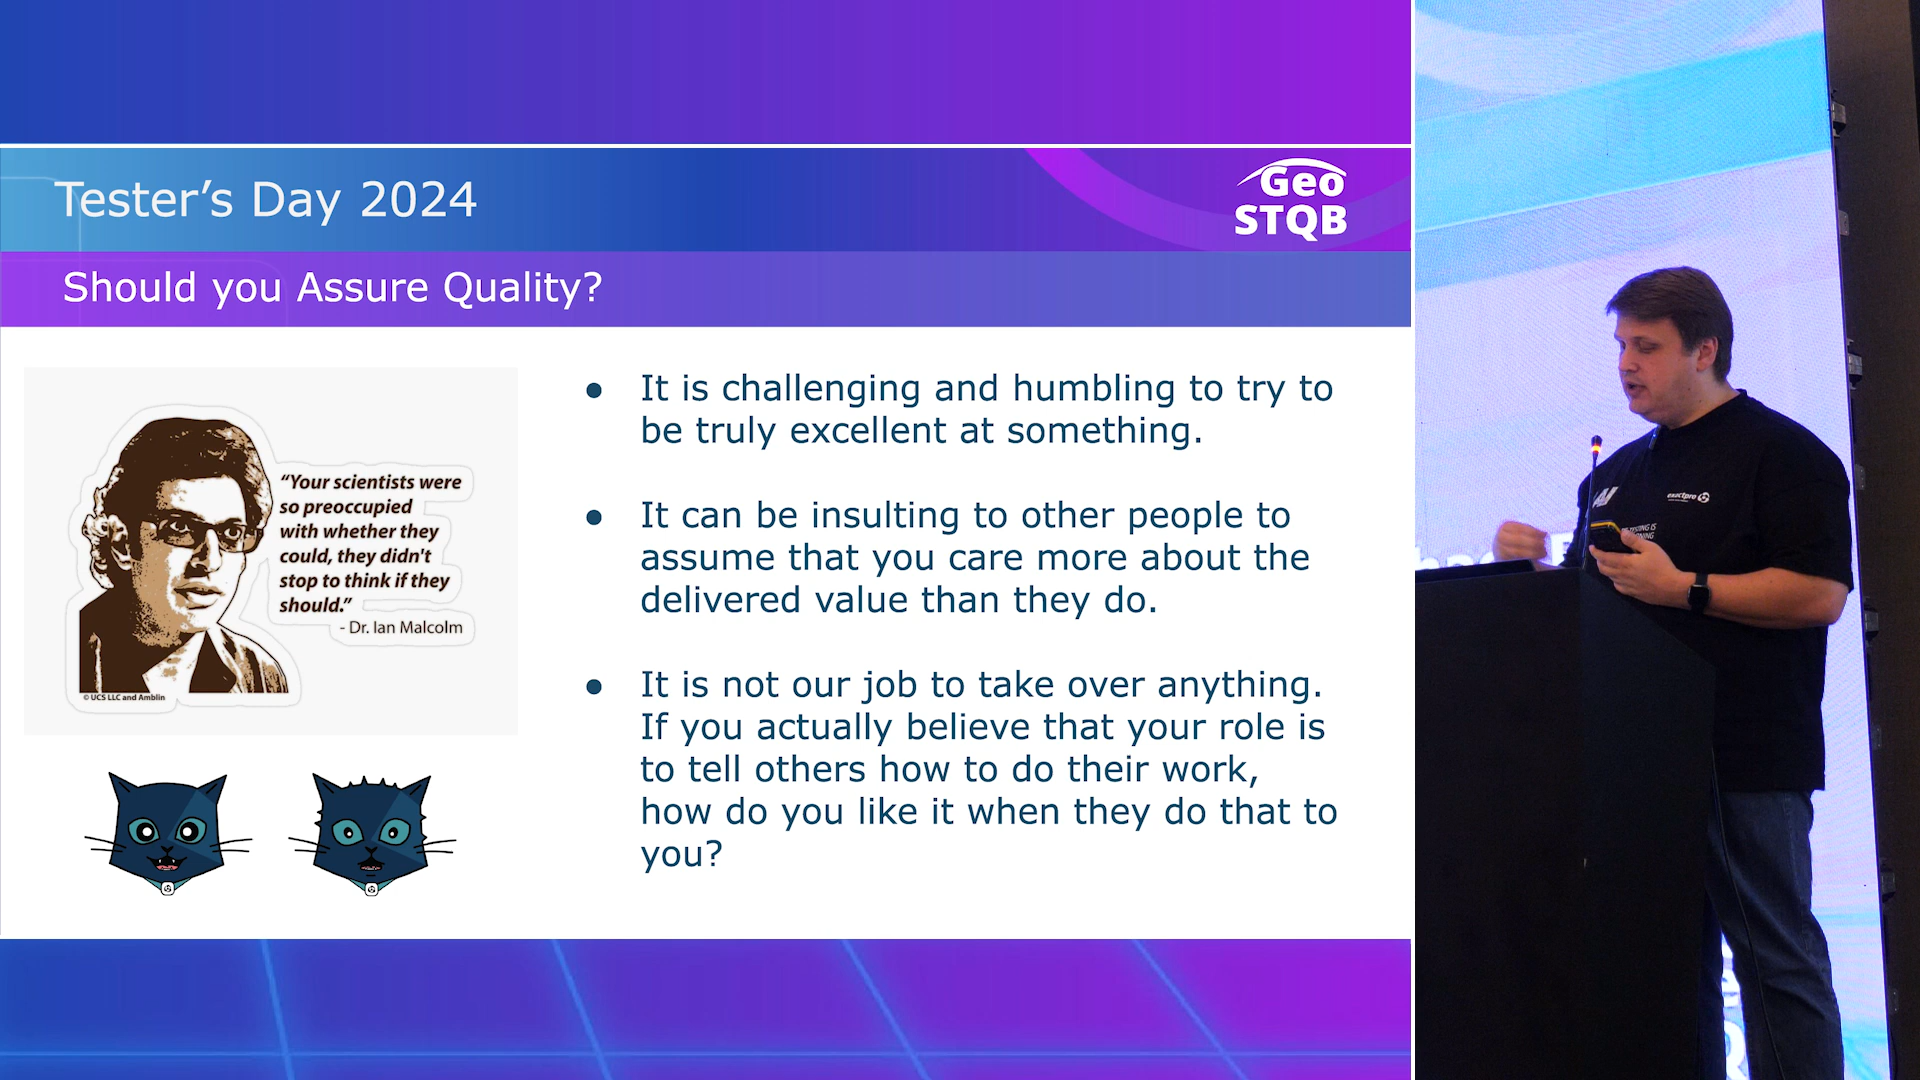 Tester’s Day 2024
Geo
STQB
Should you Assure Quality?
“Your scientists were
so preoccupied
with whether they
could, they didn't
stop to think if they
should.”
- Dr. Ian Malcolm
© UCS LLC and Amblin
● It is challenging and humbling to try to
be truly excellent at something.
● It can be insulting to other people to
assume that you care more about the
delivered value than they do.
● It is not our job to take over anything.
If you actually believe that your role is
to tell others how to do their work,
how do you like it when they do that to
you?
AI
exactpro